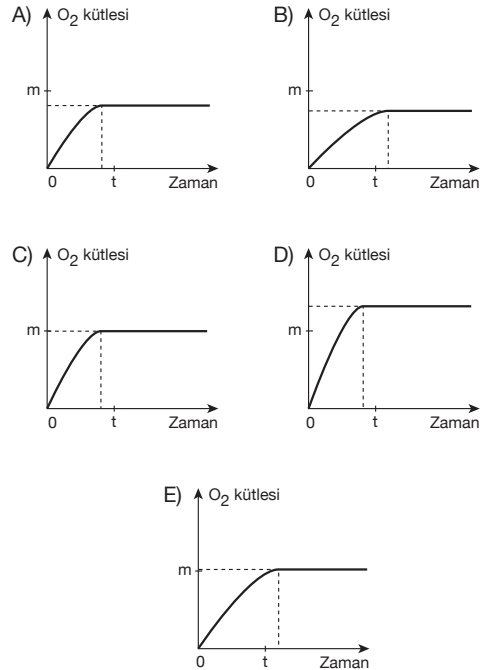 A) O₂ kütlesi
m
0 t Zaman
B) O₂ kütlesi
m
0 t Zaman
C) O₂ kütlesi
m
0 t Zaman
D) O₂ kütlesi
m
0 t Zaman
E) O₂ kütlesi
m
0 t Zaman